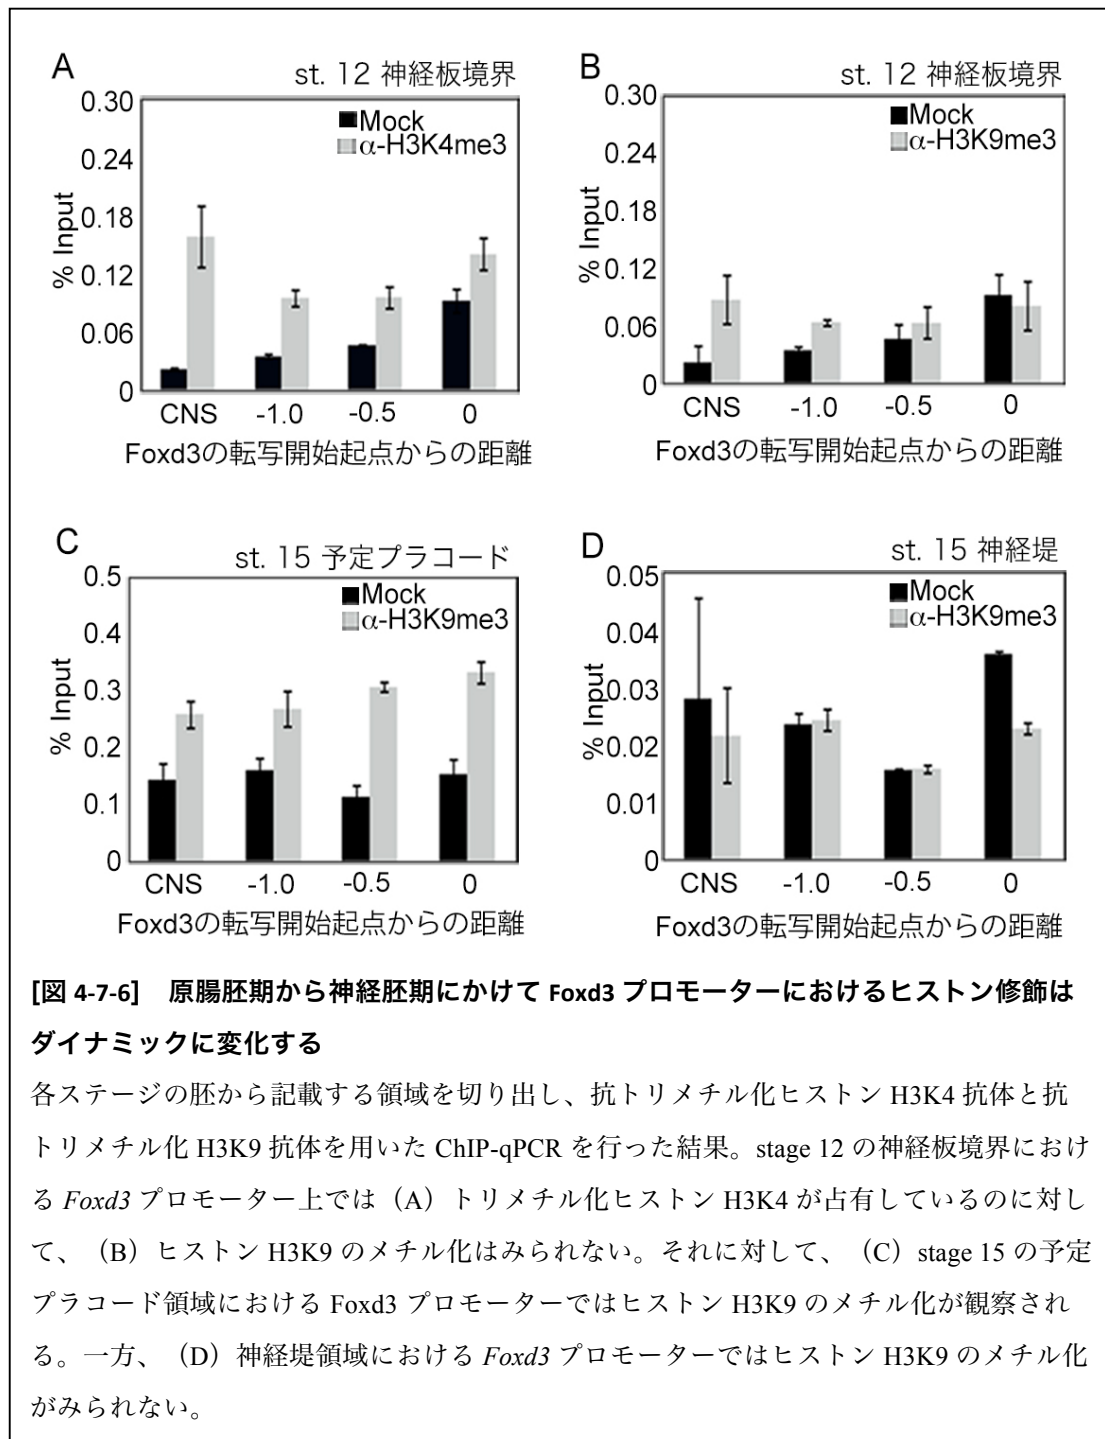 A
st. 12 神経板境界
0.30
0.24
0.18
0.12
0.06
0
% Input
Mock
α-H3K4me3
CNS -1.0 -0.5 0
Foxd3の転写開始起点からの距離
B
st. 12 神経板境界
0.30
0.24
0.18
0.12
0.06
0
% Input
Mock
α-H3K9me3
CNS -1.0 -0.5 0
Foxd3の転写開始起点からの距離
C
st. 15 予定プラコード
0.5
0.4
0.3
0.2
0.1
0
% Input
Mock
α-H3K9me3
CNS -1.0 -0.5 0
Foxd3の転写開始起点からの距離
D
st. 15 神経堤
0.05
0.04
0.03
0.02
0.01
0
% Input
Mock
α-H3K9me3
CNS -1.0 -0.5 0
Foxd3の転写開始起点からの距離
[図 4-7-6] 原腸胚期から神経胚期にかけて Foxd3 プロモーターにおけるヒストン修飾は
ダイナミックに変化する
各ステージの胚から記載する領域を切り出し、抗トリメチル化ヒストン H3K4 抗体と抗
トリメチル化 H3K9 抗体を用いた ChIP-qPCR を行った結果。stage 12 の神経板境界におけ
る Foxd3 プロモーター上では（A）トリメチル化ヒストン H3K4 が占有しているのに対し
て、（B）ヒストン H3K9 のメチル化はみられない。それに対して、（C）stage 15 の予定
プラコード領域における Foxd3 プロモーターではヒストン H3K9 のメチル化が観察され
る。一方、（D）神経堤領域における Foxd3 プロモーターではヒストン H3K9 のメチル化
がみられない。